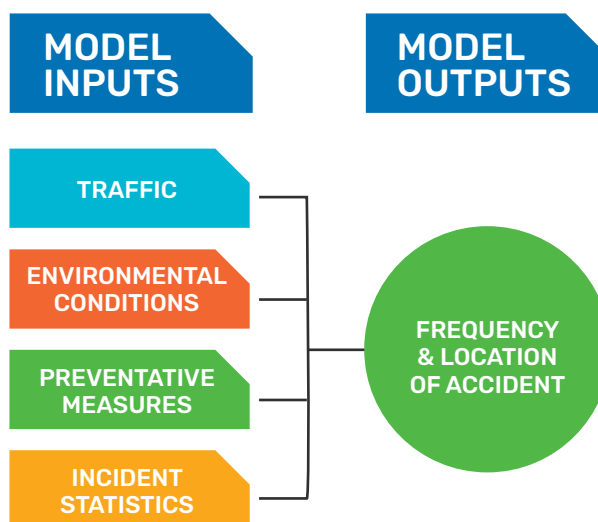 MODEL
INPUTS
MODEL
OUTPUTS
TRAFFIC
ENVIRONMENTAL
CONDITIONS
PREVENTATIVE
MEASURES
INCIDENT
STATISTICS
FREQUENCY
& LOCATION
OF ACCIDENT